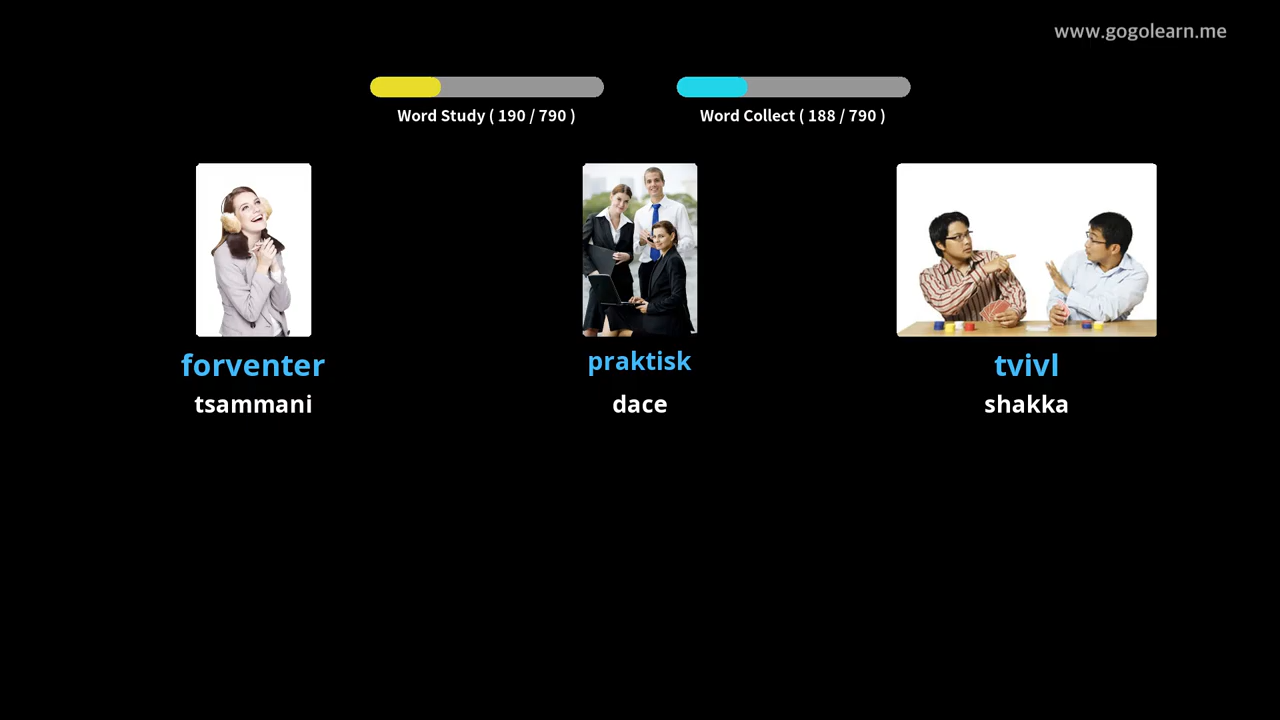 www.gogolearn.me
Word Study ( 190 / 790 )
Word Collect ( 188 / 790 )
forventer
praktisk
tvivl
tsammani
dace
shakka